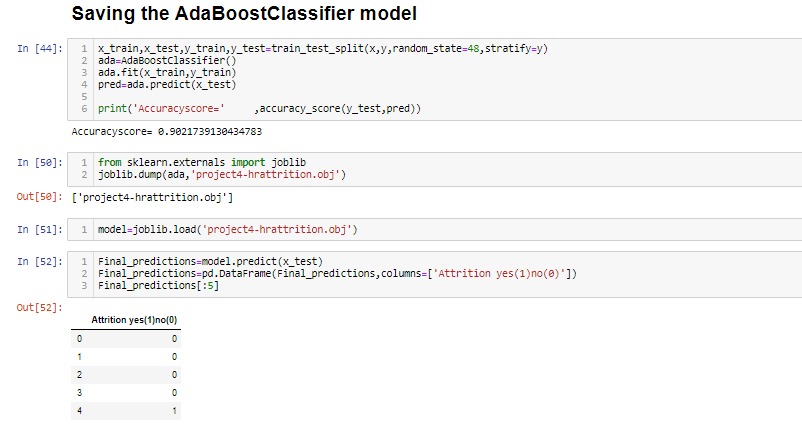 Saving the AdaBoostClassifier model
In [44]: 1 x_train,x_test,y_train,y_test=train_test_split(x,y,random_state=48,stratify=y)
2 ada=AdaBoostClassifier()
3 ada.fit(x_train,y_train)
4 pred=ada.predict(x_test)
5
6 print('Accuracyscore='     ,accuracy_score(y_test,pred))
Accuracyscore= 0.9021739130434783
In [50]: 1 from sklearn.externals import joblib
2 joblib.dump(ada,'project4-hrattrition.obj')
Out[50]: ['project4-hrattrition.obj']
In [51]: 1 model=joblib.load('project4-hrattrition.obj')
In [52]: 1 Final_predictions=model.predict(x_test)
2 Final_predictions=pd.DataFrame(Final_predictions,columns=['Attrition yes(1)no(0)'])
3 Final_predictions[:5]
Out[52]:
Attrition yes(1)no(0)
0 0
1 0
2 0
3 0
4 1